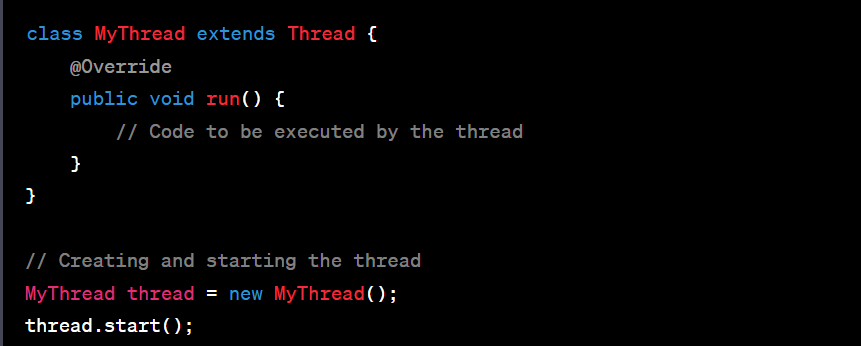 class MyThread extends Thread {
    @Override
    public void run() {
        // Code to be executed by the thread
    }
}

// Creating and starting the thread
MyThread thread = new MyThread();
thread.start();